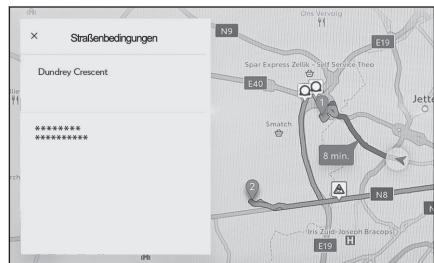 × Straßenbedingungen
Dundrey Crescent
********
**********
Ons Vervolg
N9
E19
Spar Express Zellik - Self Service Theo
E40
1
Jette
Smatch
8 min.
2
N8
Iris Zuid-Joseph Bracops
H
E19